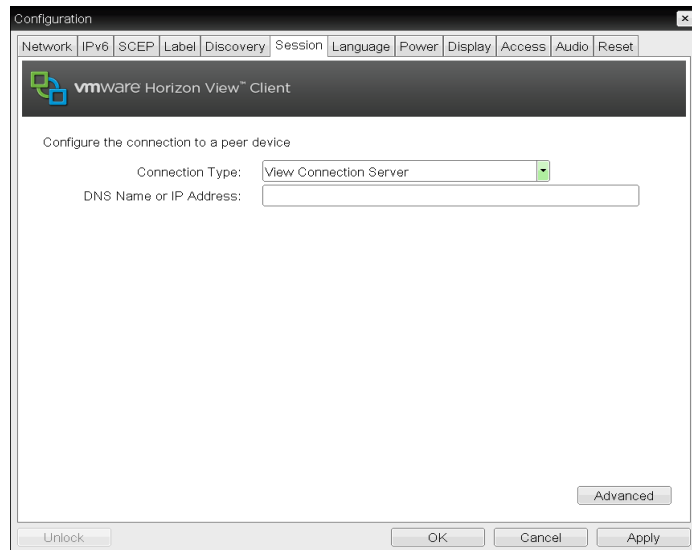 Configuration
Network IPv6 SCEP Label Discovery Session Language Power Display Access Audio Reset
vmware Horizon View™ Client
Configure the connection to a peer device
Connection Type: View Connection Server
DNS Name or IP Address:
Advanced
Unlock OK Cancel Apply